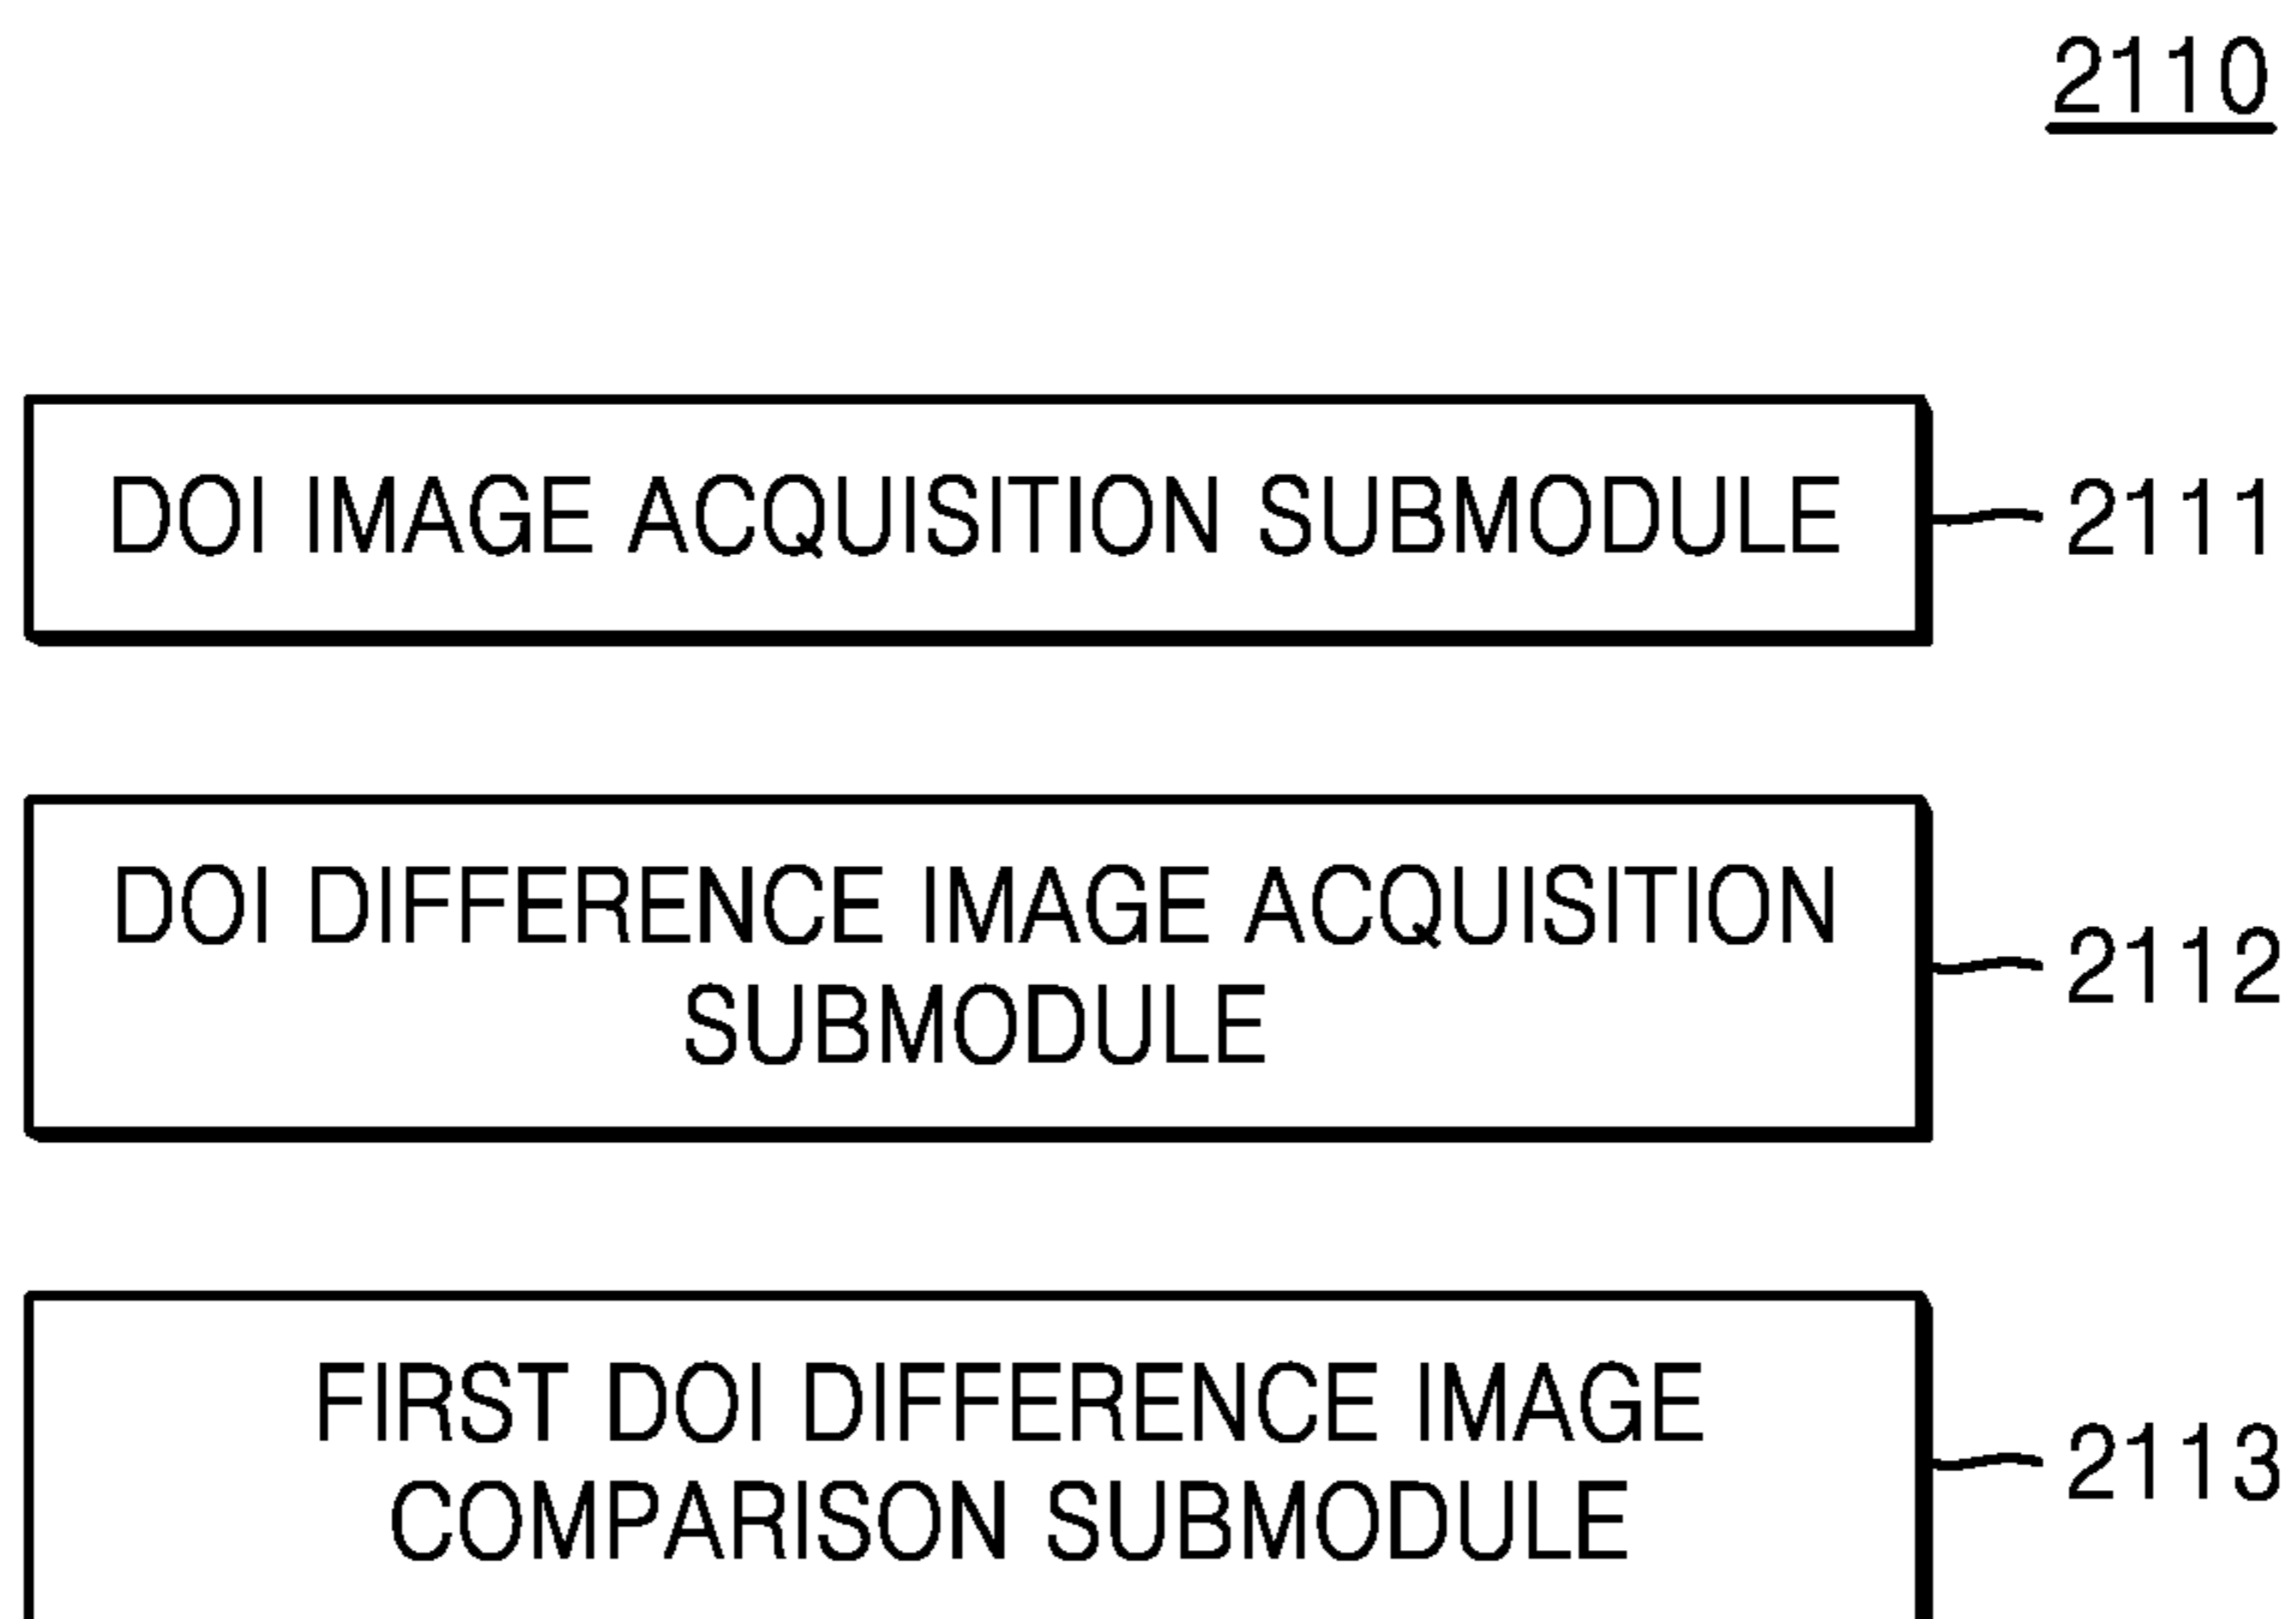 2110
DOI IMAGE ACQUISITION SUBMODULE
2111
DOI DIFFERENCE IMAGE ACQUISITION
SUBMODULE
2112
FIRST DOI DIFFERENCE IMAGE
COMPARISON SUBMODULE
2113